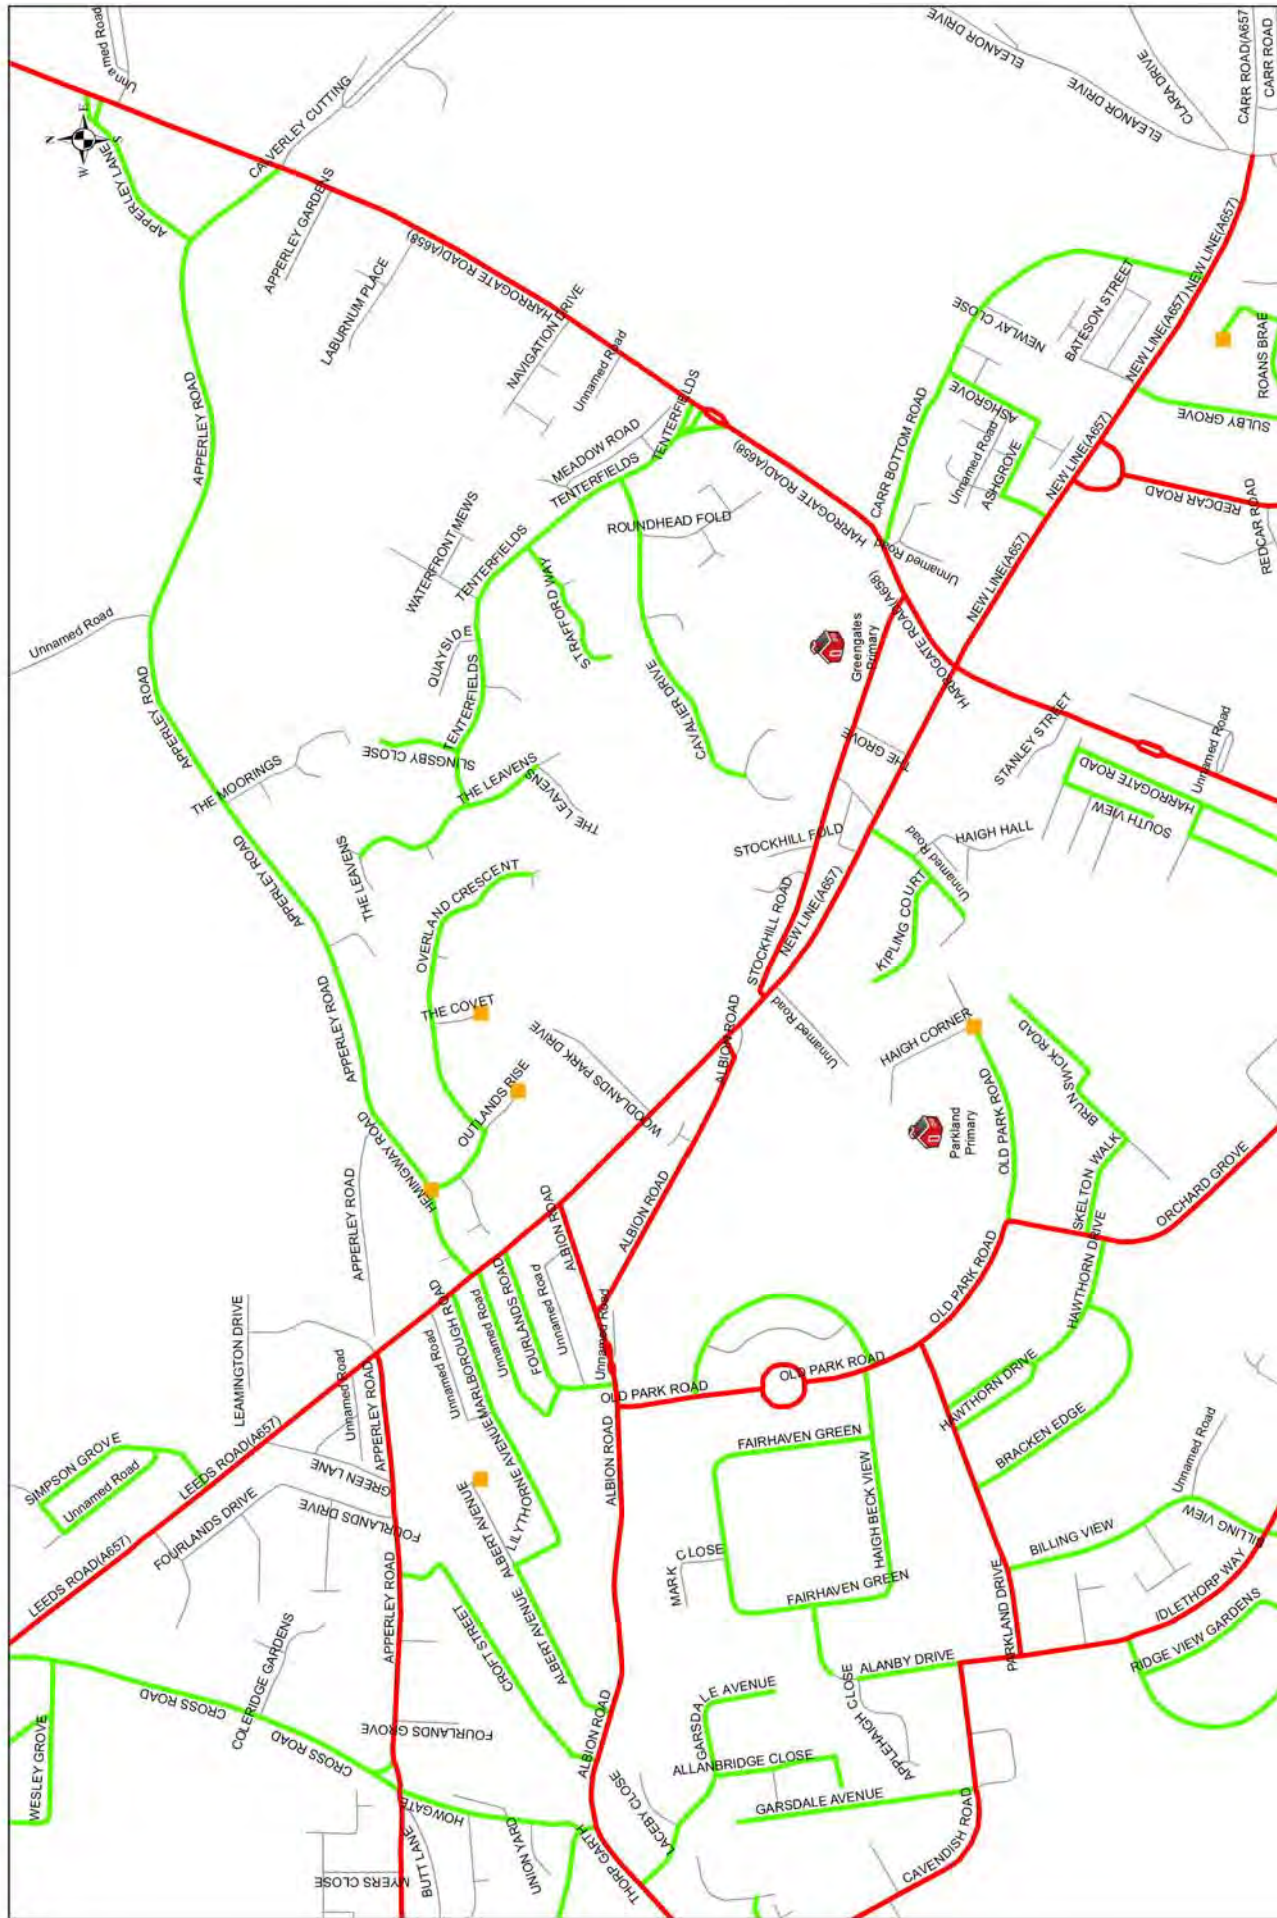 Unnamed Road
Unnamed Road
N
W
E
S
APPERLEY LANE
CALVERLEY CUTTING
APPERLEY GARDENS
HARROGATE ROAD(A658)
LABURNUM PLACE
NAVIGATION DRIVE
Unnamed Road
APPERLEY ROAD
ELEANOR DRIVE
ELEANOR DRIVE
CLARA DRIVE
CARR ROAD(A657
CARR ROAD
NEW LINE(A657)
NEW LINE(A657)
NEW LINE(A657)
NEW LINE(A657)
NEW LINE(A657)
BATESON STREET
NEWLAY CLOSE
ROANS BRAE
SULBY GROVE
REDCAR ROAD
REDCAR ROAD
ASHGROVE
Unnamed Road
ASHGROVE
CARR BOTTOM ROAD
Unnamed Road
MEADOW ROAD
TENTERFIELDS
TENTERFIELDS
TENTERFIELDS
TENTERFIELDS
HARROGATE ROAD(A658)
HARROGATE ROAD(A658)
HARROGATE ROAD
WATERFRONT MEWS
ROUNDHEAD FOLD
STRAFFORD WAY
QUAYSIDE
CAVALIER DRIVE
Unnamed Road
APPERLEY ROAD
THE MOORINGS
SLINGSBY CLOSE
THE LEAVENS
THE LEAVENS
THE LEAVENS
Greengates
Primary
THE GROVE
STANLEY STREET
HARROGATE ROAD
SOUTH VIEW
Unnamed Road
STOCKHILL FOLD
STOCKHILL ROAD
NEW LINE(A657)
HAIGH HALL
Unnamed Road
Unnamed Road
KIPLING COURT
APPERLEY ROAD
APPERLEY ROAD
OVERLAND CRESCENT
THE COVET
OUTLANDS RISE
WOODLANDS PARK DRIVE
HEMINGWAY ROAD
APPERLEY ROAD
ALBION ROAD
ALBION ROAD
Unnamed Road
HAIGH CORNER
Parkland
Primary
OLD PARK ROAD
BRUNSWICK ROAD
SKELTON WALK
ORCHARD GROVE
HAWTHORN DRIVE
ALBION ROAD
ALBION ROAD
FOURLANDS ROAD
Unnamed Road
Unnamed Road
Unnamed Road
MARLBOROUGH ROAD
Unnamed Road
LEAMINGTON DRIVE
LEEDS ROAD(A657)
Unnamed Road
APPERLEY ROAD
GREEN LANE
FOURLANDS DRIVE
FOURLANDS DRIVE
SIMPSON GROVE
Unnamed Road
LEEDS ROAD(A657)
OLD PARK ROAD
OLD PARK ROAD
OLD PARK ROAD
FAIRHAVEN GREEN
HAIGH BECK VIEW
HAWTHORN DRIVE
BRACKEN EDGE
LILYTHORNE AVENUE
ALBERT AVENUE
ALBERT AVENUE
ALBERT AVENUE
ALBION ROAD
MARK CLOSE
FAIRHAVEN GREEN
BILLING VIEW
BILLING VIEW
Unnamed Road
IDLETHORP WAY
RIDGE VIEW GARDENS
PARKLAND DRIVE
ALANBY DRIVE
APPLEHAIGH CLOSE
APPERLEY ROAD
CROFT STREET
COLERIDGE GARDENS
CROSS ROAD
CROSS ROAD
WESLEY GROVE
FOURLANDS GROVE
ALBION ROAD
GARSDALE AVENUE
ALLANBRIDGE CLOSE
GARSDALE AVENUE
LACEBY CLOSE
CAVENDISH ROAD
HOWGATE
THORP GARTH
UNION YARD
BUTT LANE
MYERS CLOSE